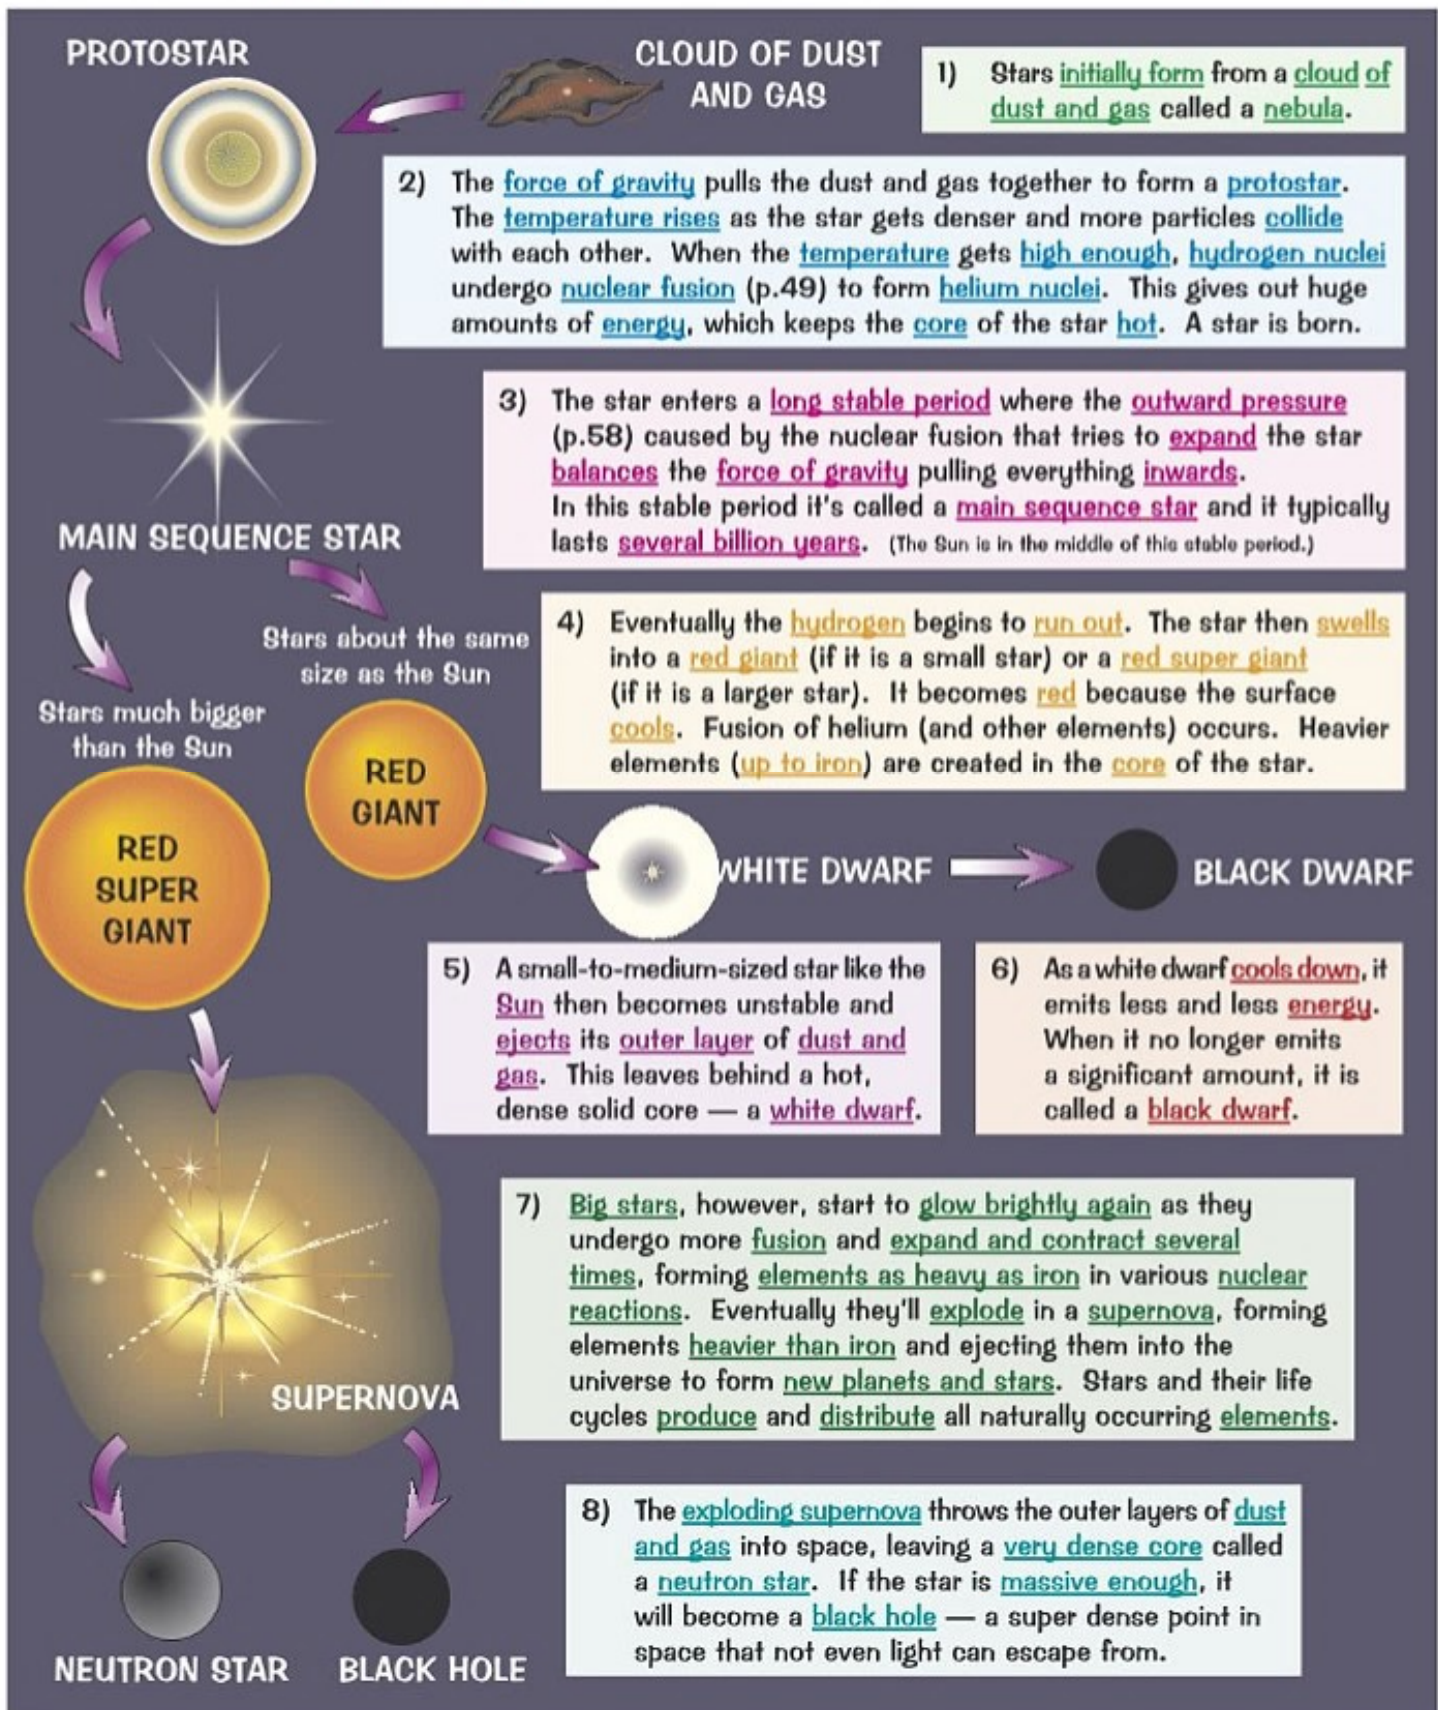 PROTOSTAR
CLOUD OF DUST
AND GAS
1) Stars initially form from a cloud of
dust and gas called a nebula.
2) The force of gravity pulls the dust and gas together to form a protostar.
The temperature rises as the star gets denser and more particles collide
with each other. When the temperature gets high enough, hydrogen nuclei
undergo nuclear fusion (p.49) to form helium nuclei. This gives out huge
amounts of energy, which keeps the core of the star hot. A star is born.
3) The star enters a long stable period where the outward pressure
(p.58) caused by the nuclear fusion that tries to expand the star
balances the force of gravity pulling everything inwards.
In this stable period it's called a main sequence star and it typically
lasts several billion years. (The Sun is in the middle of this stable period.)
MAIN SEQUENCE STAR
Stars about the same
size as the Sun
Stars much bigger
than the Sun
4) Eventually the hydrogen begins to run out. The star then swells
into a red giant (if it is a small star) or a red super giant
(if it is a larger star). It becomes red because the surface
cools. Fusion of helium (and other elements) occurs. Heavier
elements (up to iron) are created in the core of the star.
RED
GIANT
RED
SUPER
GIANT
WHITE DWARF
BLACK DWARF
5) A small-to-medium-sized star like the
Sun then becomes unstable and
ejects its outer layer of dust and
gas. This leaves behind a hot,
dense solid core — a white dwarf.
6) As a white dwarf cools down, it
emits less and less energy.
When it no longer emits
a significant amount, it is
called a black dwarf.
7) Big stars, however, start to glow brightly again as they
undergo more fusion and expand and contract several
times, forming elements as heavy as iron in various nuclear
reactions. Eventually they'll explode in a supernova, forming
elements heavier than iron and ejecting them into the
universe to form new planets and stars. Stars and their life
cycles produce and distribute all naturally occurring elements.
SUPERNOVA
8) The exploding supernova throws the outer layers of dust
and gas into space, leaving a very dense core called
a neutron star. If the star is massive enough, it
will become a black hole — a super dense point in
space that not even light can escape from.
NEUTRON STAR
BLACK HOLE